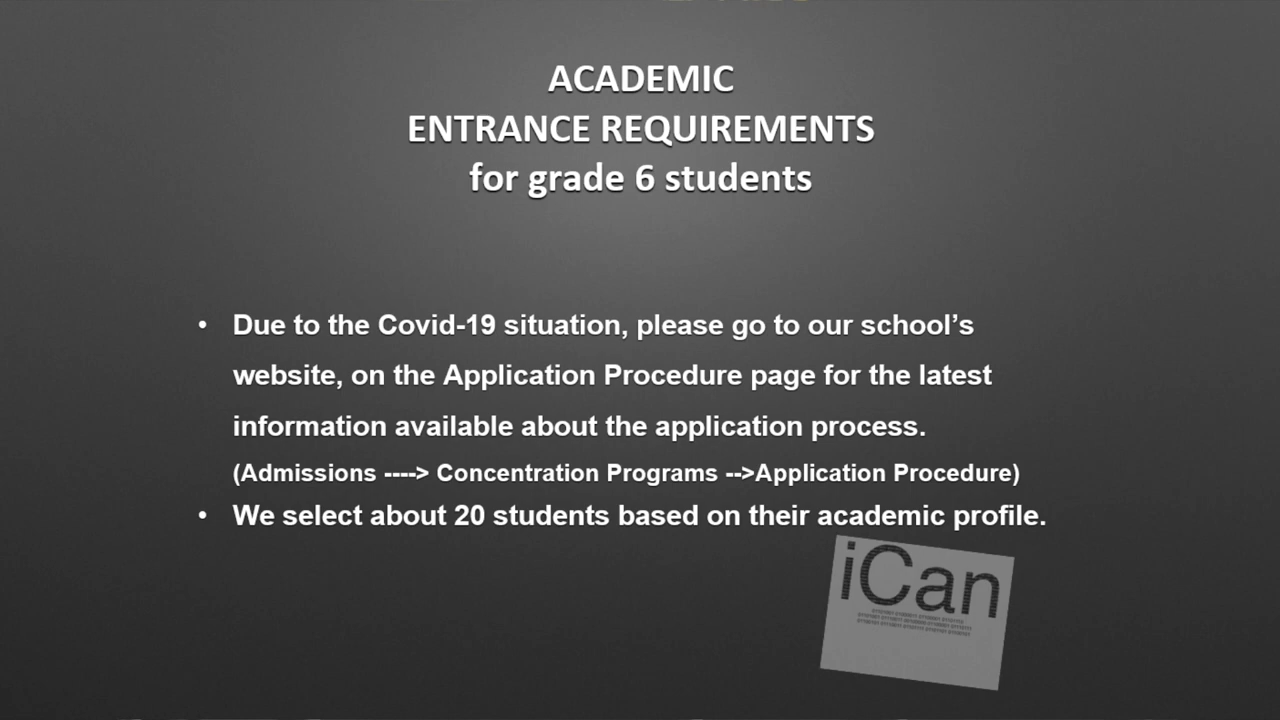 ACADEMIC
ENTRANCE REQUIREMENTS
for grade 6 students
• Due to the Covid-19 situation, please go to our school’s
website, on the Application Procedure page for the latest
information available about the application process.
(Admissions ----> Concentration Programs -->Application Procedure)
• We select about 20 students based on their academic profile.
iCan